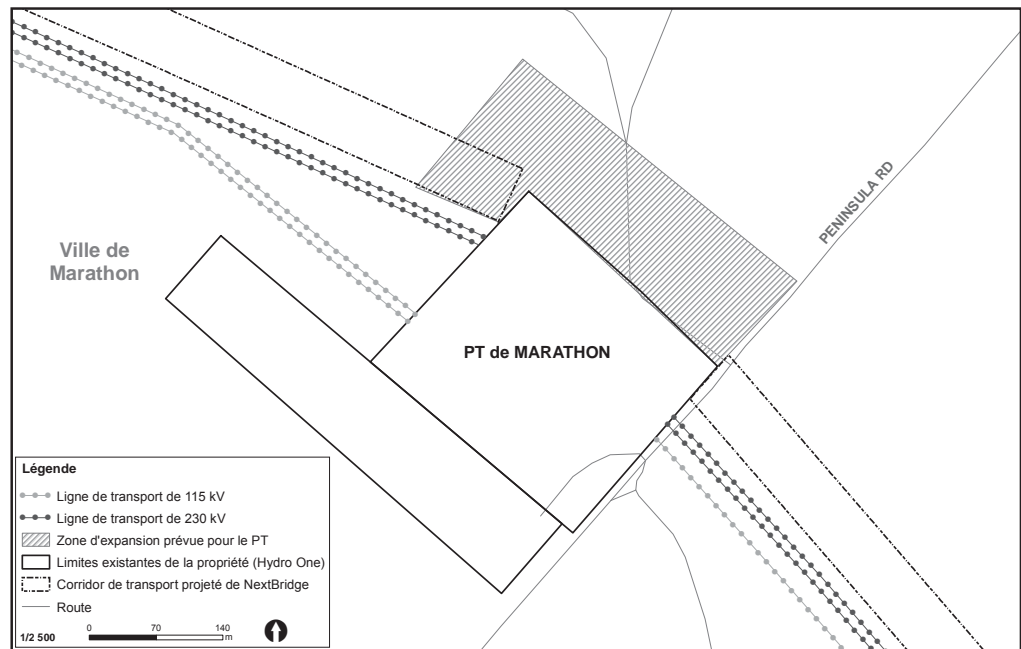 PENINSULA RD
Ville de
Marathon
PT de MARATHON
Légende
Ligne de transport de 115 kV
Ligne de transport de 230 kV
Zone d'expansion prévue pour le PT
Limites existantes de la propriété (Hydro One)
Corridor de transport projeté de NextBridge
Route
1/2 500 0 70 140 m